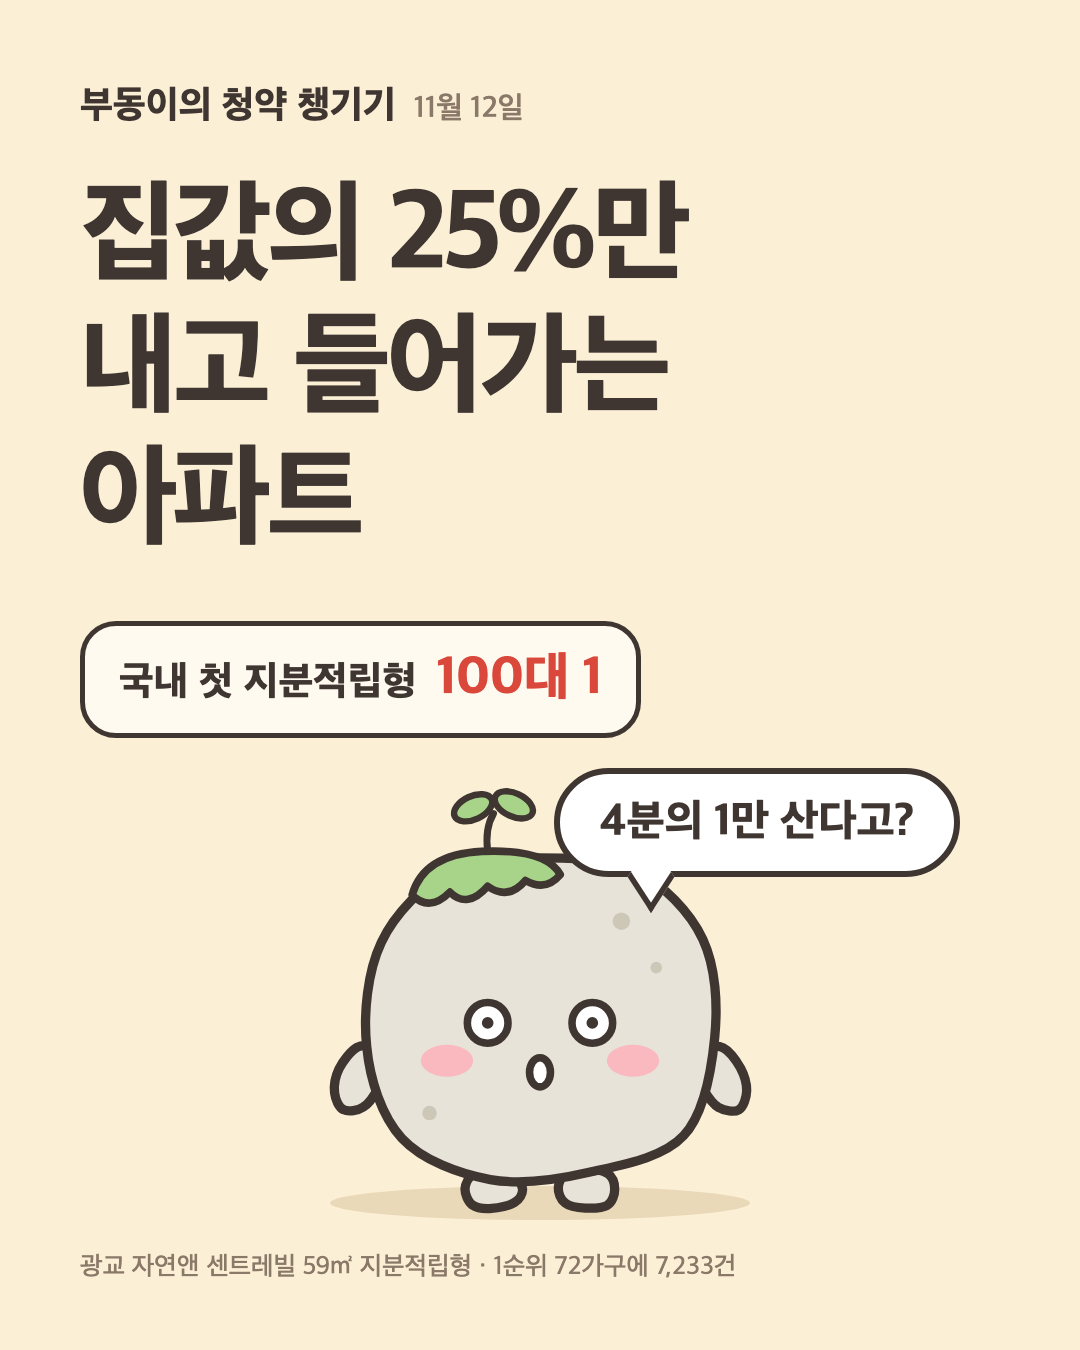 부동이의 청약 챙기기 11월 12일
집값의 25%만
내고 들어가는
아파트
국내 첫 지분적립형 100대 1
4분의 1만 산다고?
광교 자연앤 센트레빌 59㎡ 지분적립형 · 1순위 72가구에 7,233건